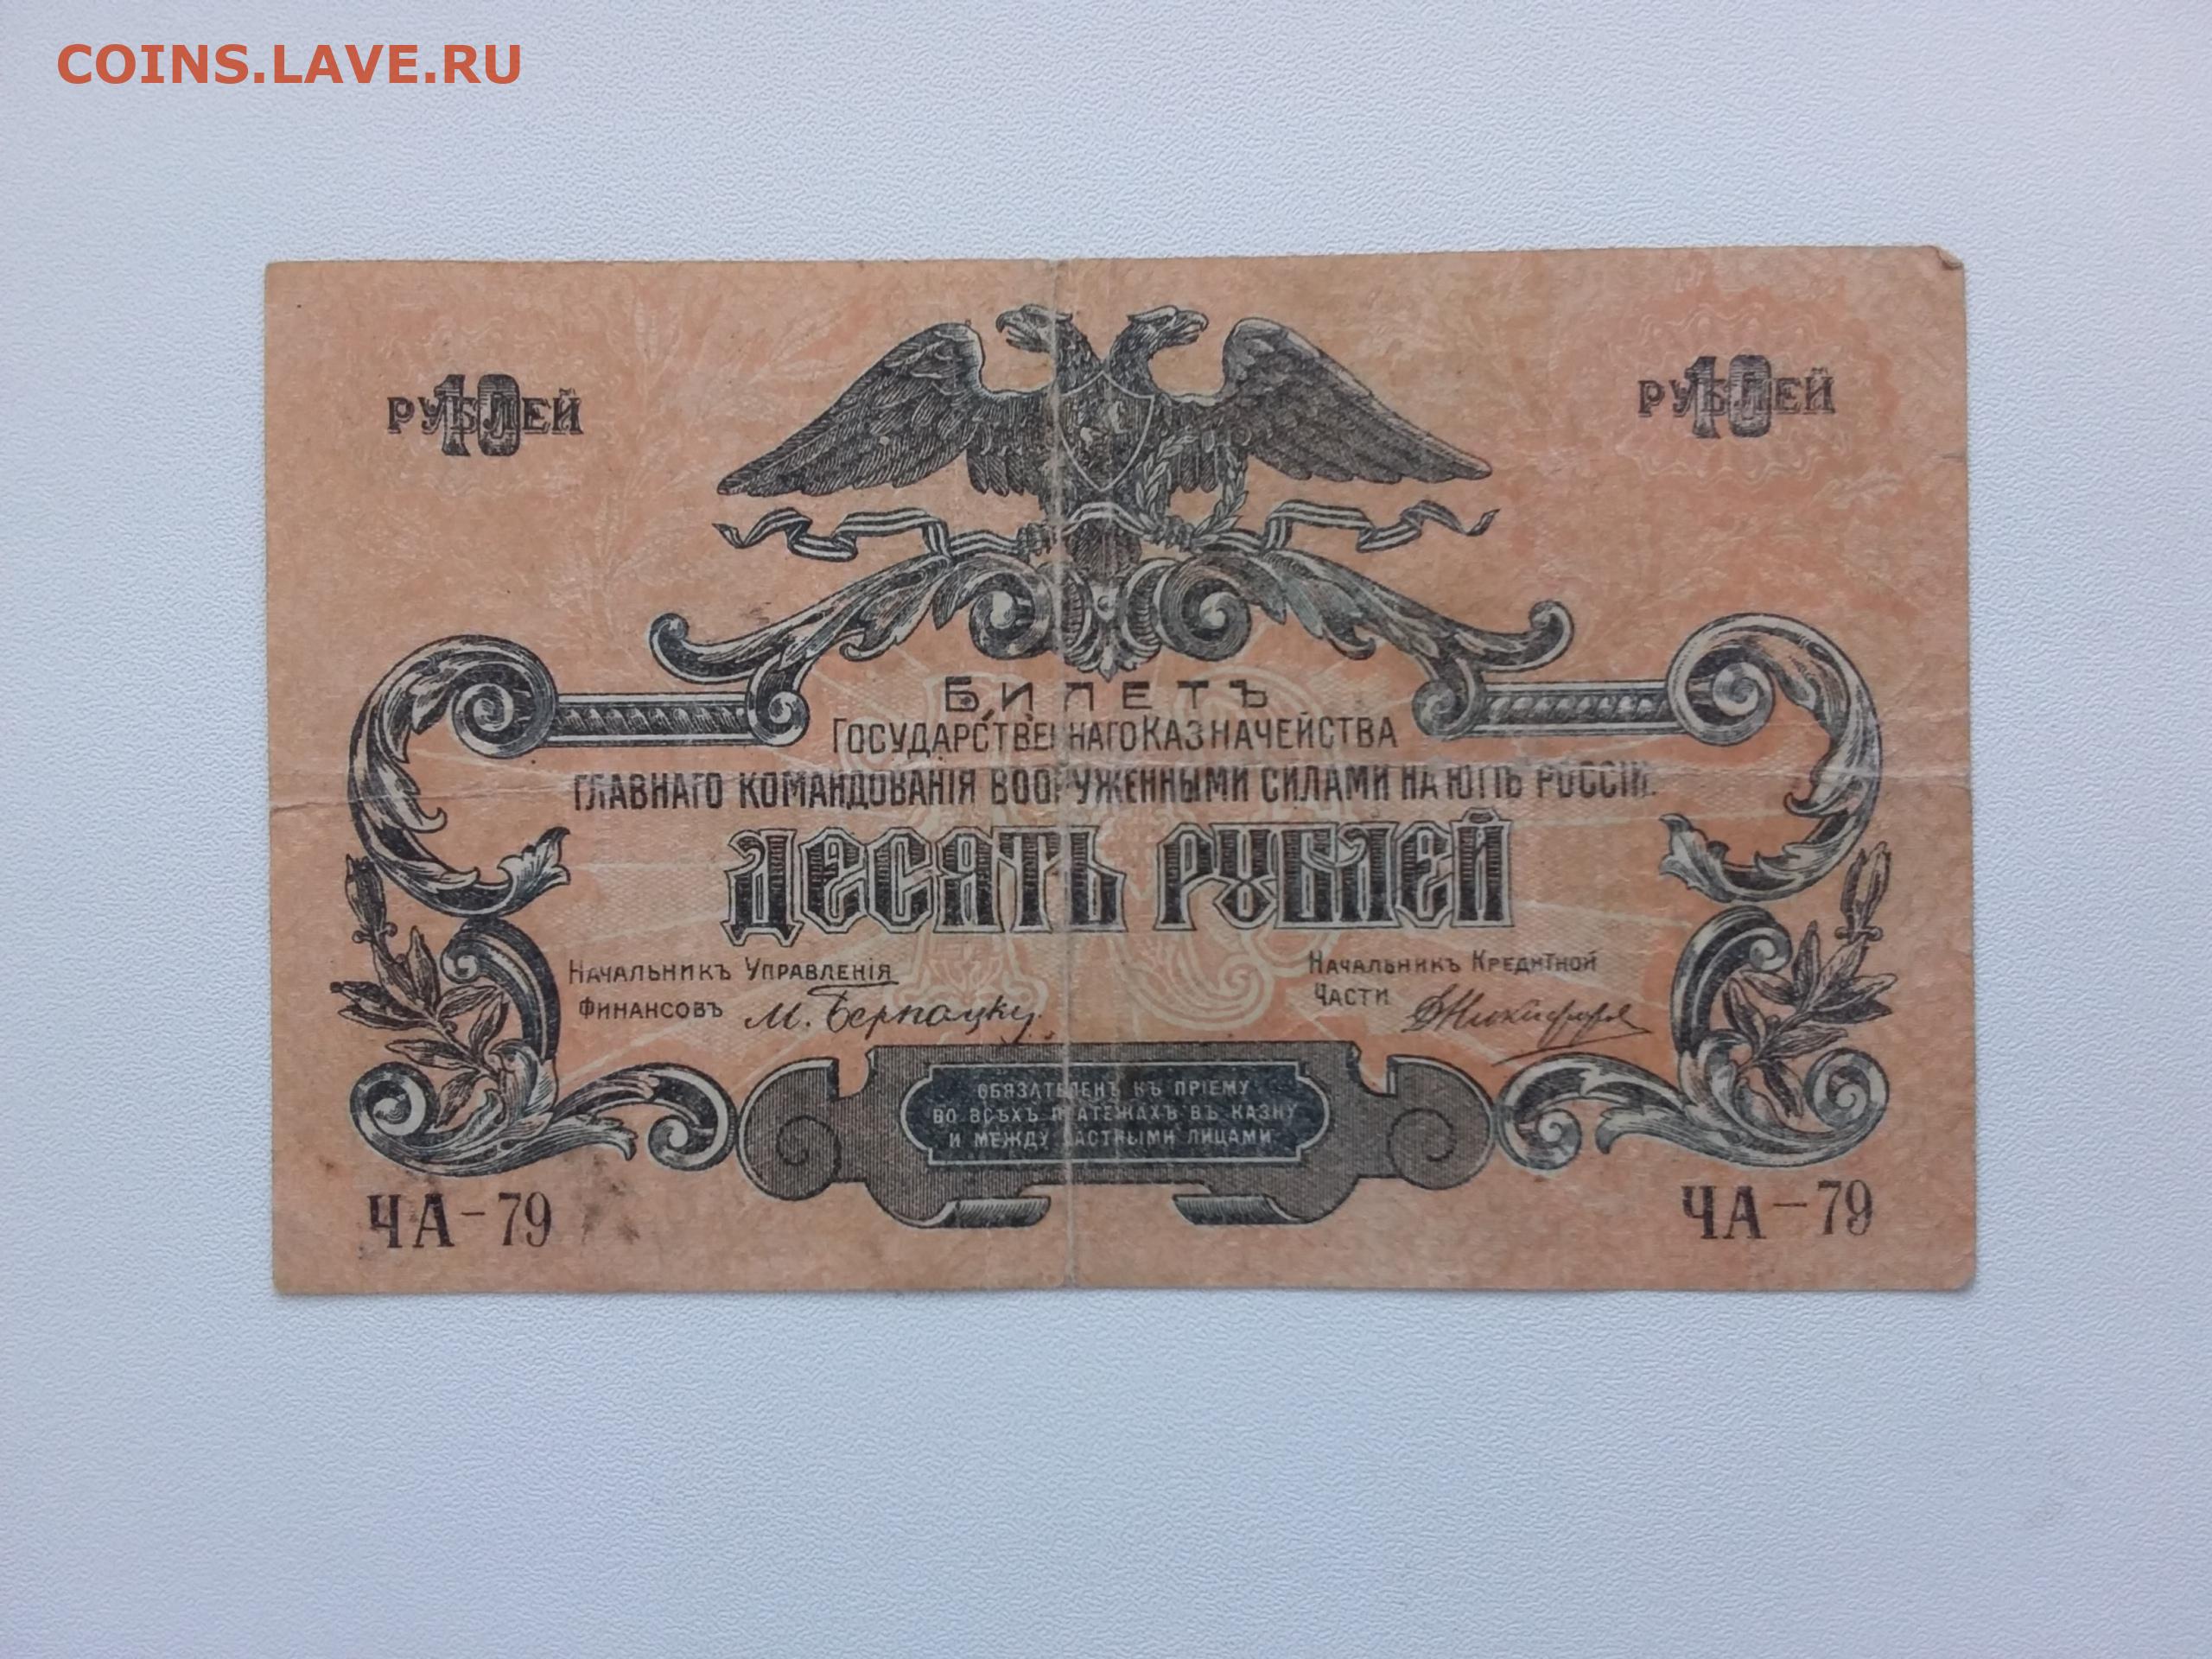 COINS.LAVE.RU
10 РУБЛЕЙ
10 РУБЛЕЙ
БИЛЕТЪ
ГОСУДАРСТВЕННАГО КАЗНАЧЕЙСТВА
ГЛАВНАГО КОМАНДОВАНІЯ ВООРУЖЕННЫМИ СИЛАМИ НА ЮГѢ РОССІИ.
ДЕСЯТЬ РУБЛЕЙ
НАЧАЛЬНИКЪ УПРАВЛЕНІЯ
ФИНАНСОВЪ М. Бернацкій
НАЧАЛЬНИКЪ КРЕДИТНОЙ
ЧАСТИ
ОБЯЗАТЕЛЕНЪ КЪ ПРІЕМУ
ВО ВСѢХЪ ПЛАТЕЖАХЪ ВЪ КАЗНУ
И МЕЖДУ ЧАСТНЫМИ ЛИЦАМИ.
ЧА-79
ЧА-79